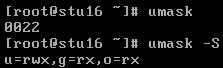 [root@stu16 ~]# umask
0022
[root@stu16 ~]# umask -S
u=rwx,g=rx,o=rx